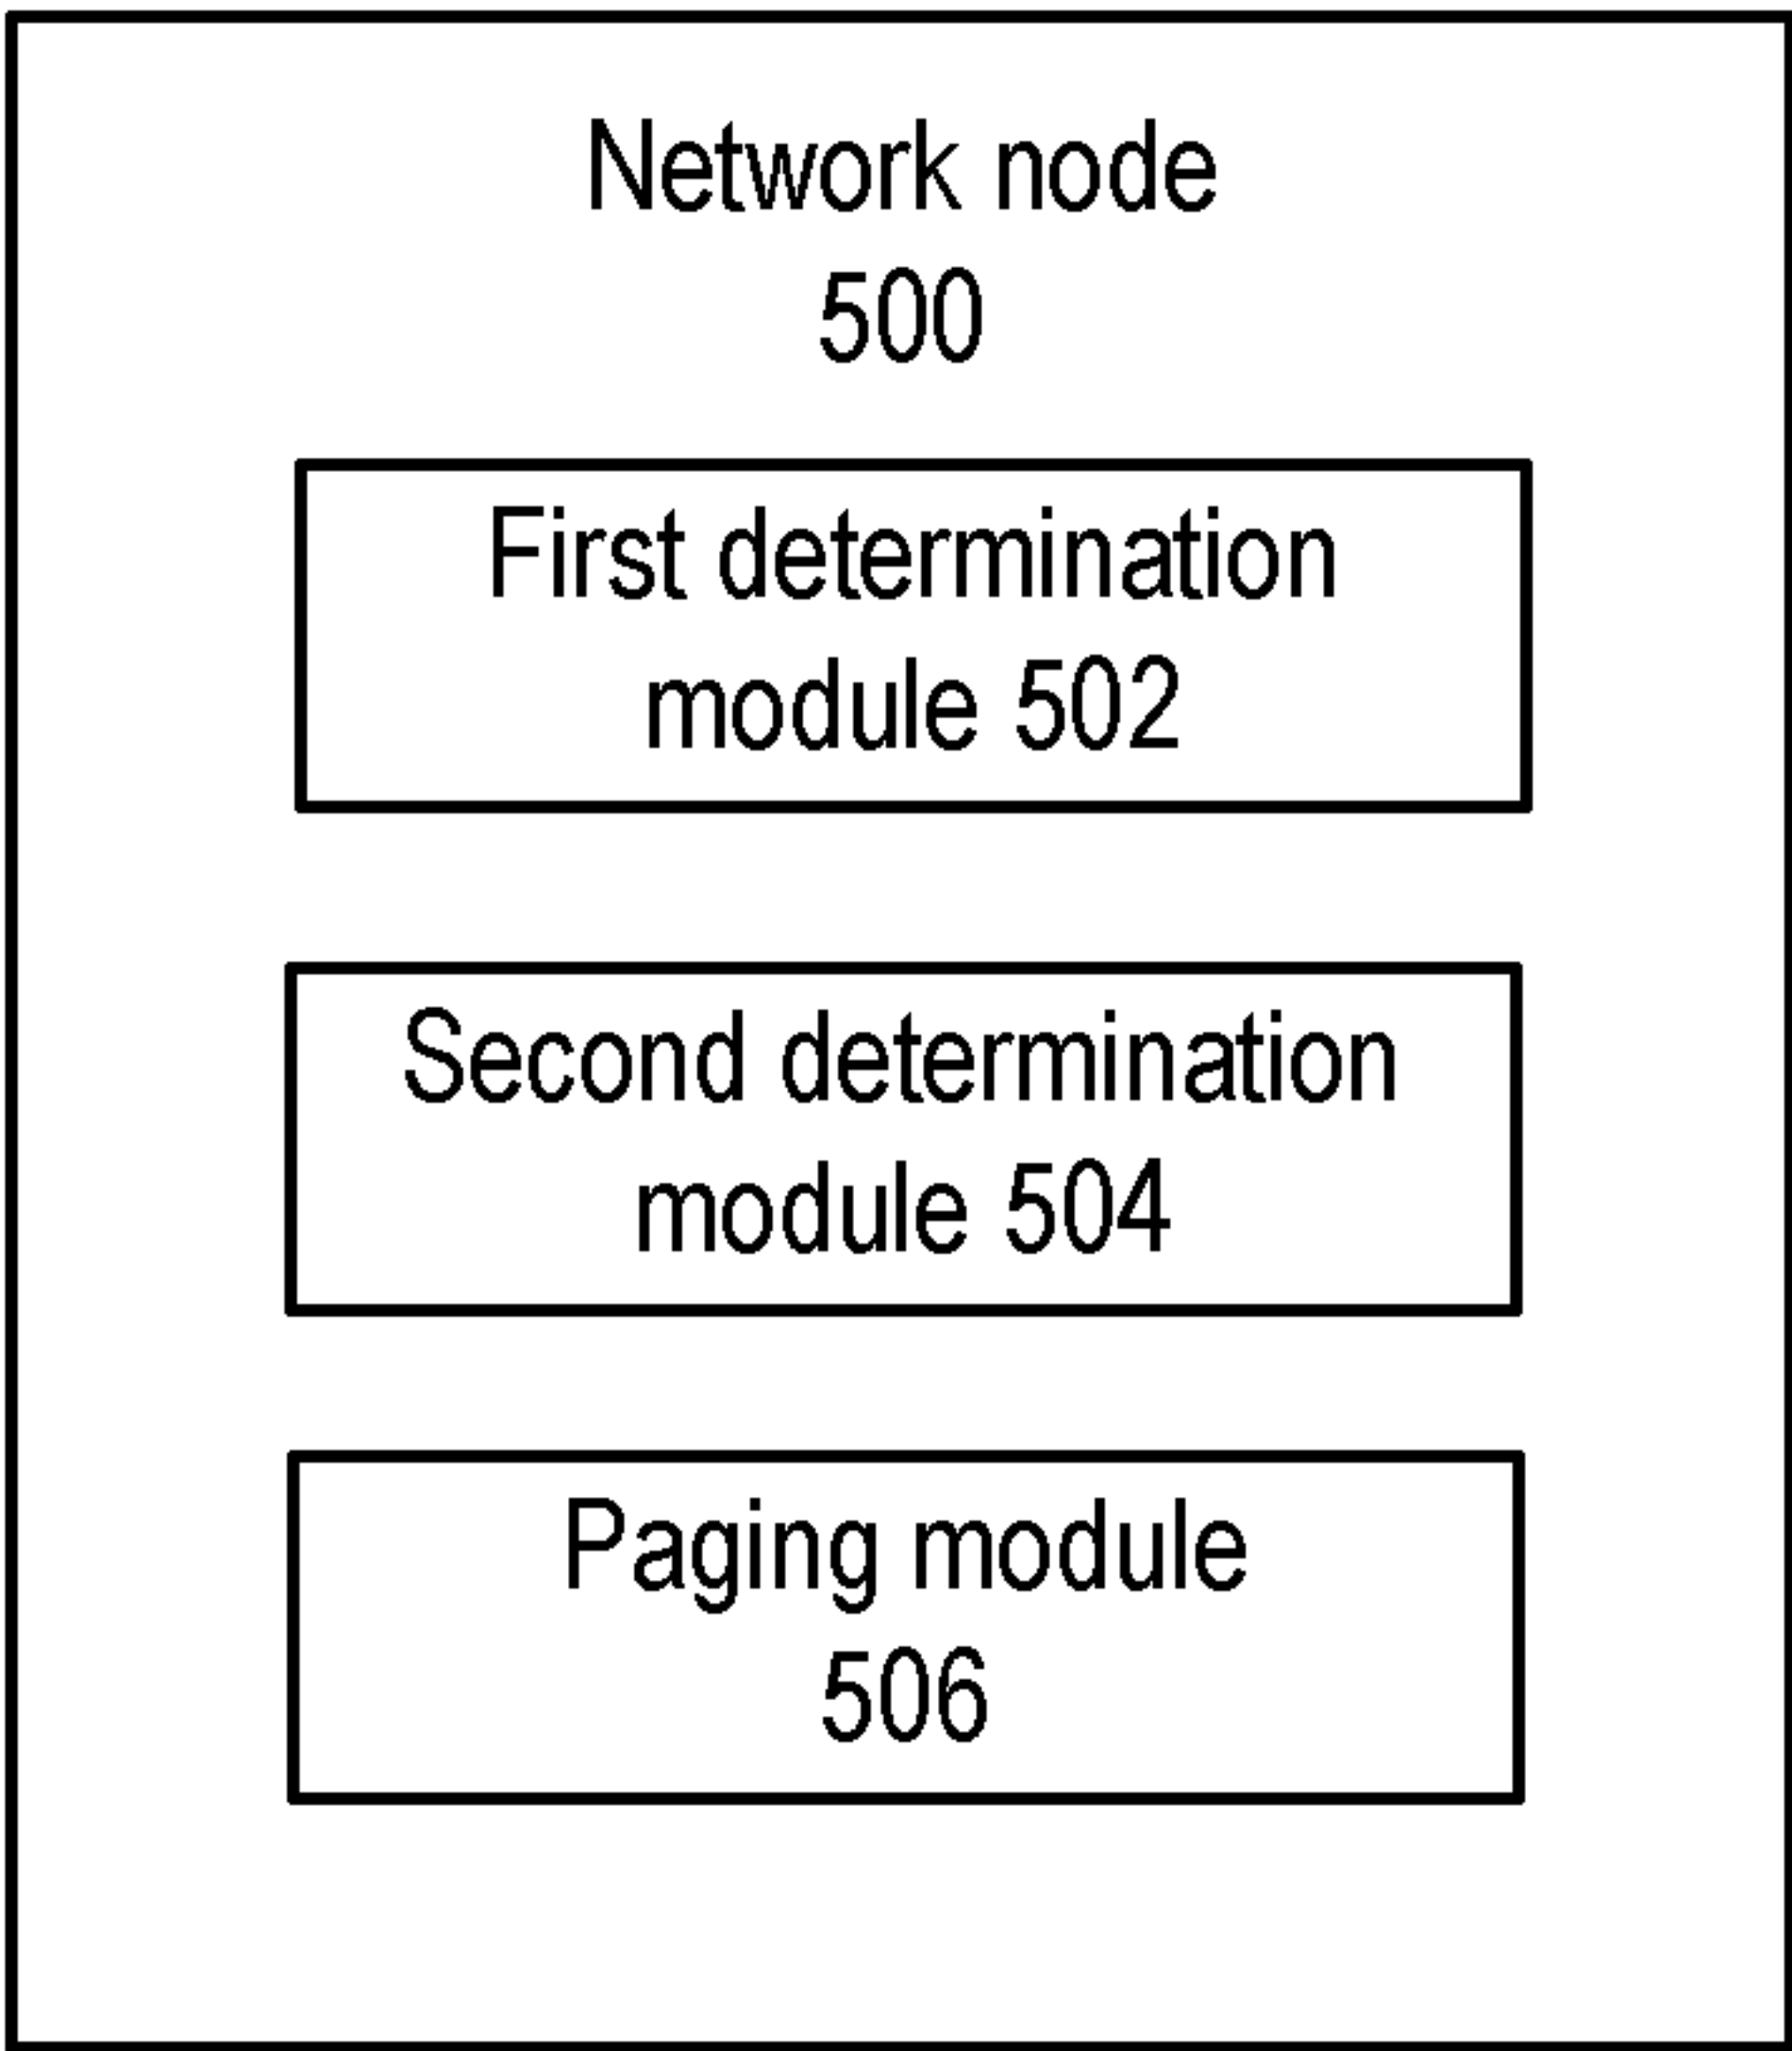 Network node
500
First determination
module 502
Second determination
module 504
Paging module
506